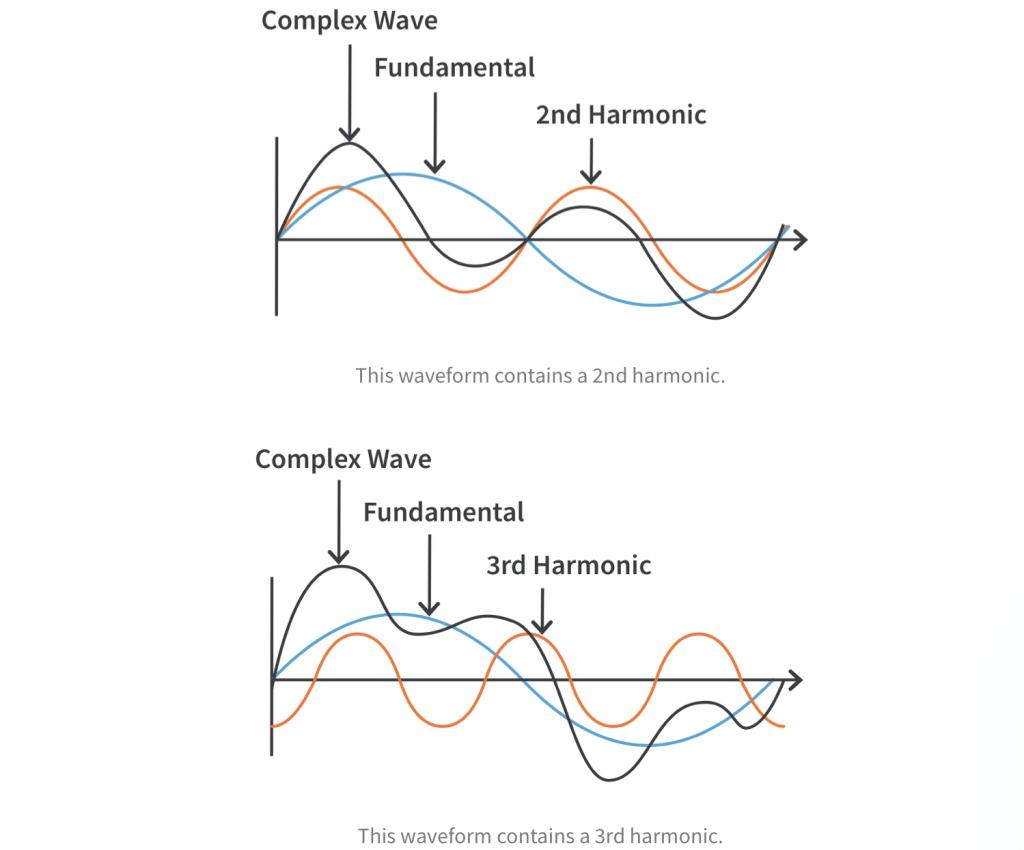 Complex Wave
Fundamental
2nd Harmonic
This waveform contains a 2nd harmonic.
Complex Wave
Fundamental
3rd Harmonic
This waveform contains a 3rd harmonic.